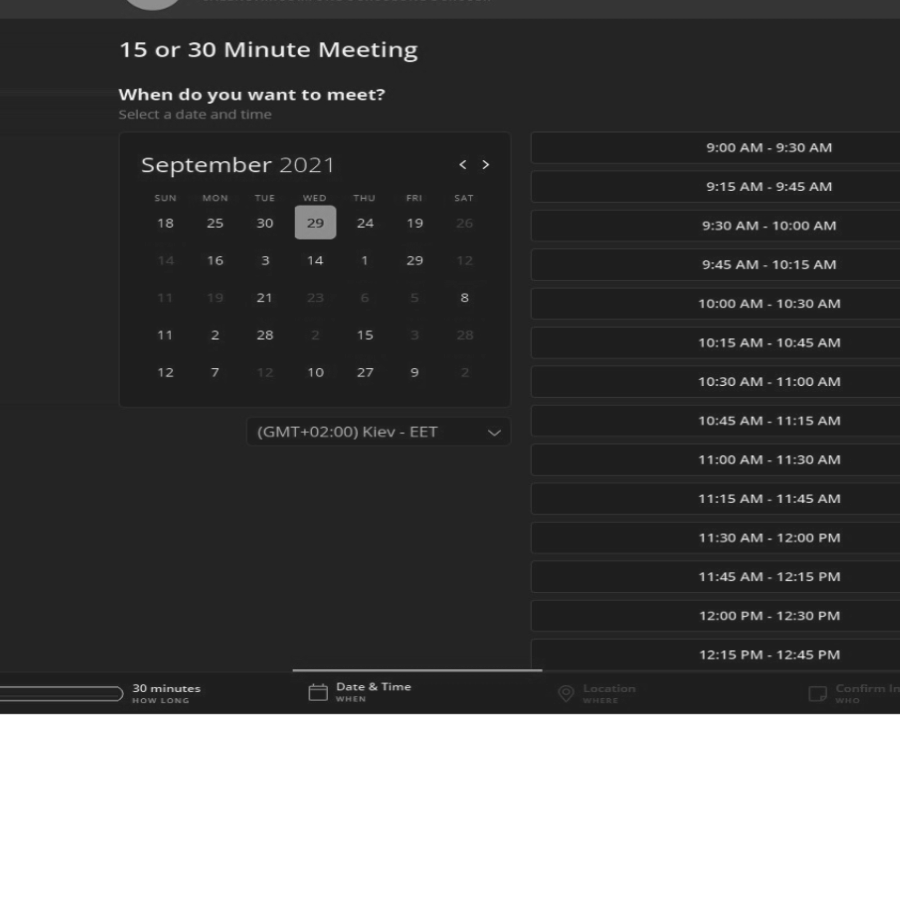 15 or 30 Minute Meeting
When do you want to meet?
Select a date and time
September 2021 < >
SUN MON TUE WED THU FRI SAT
18 25 30 29 24 19 26
14 16 3 14 1 29 12
11 19 21 23 6 5 8
11 2 28 2 15 3 28
12 7 12 10 27 9 2
(GMT+02:00) Kiev - EET
9:00 AM - 9:30 AM
9:15 AM - 9:45 AM
9:30 AM - 10:00 AM
9:45 AM - 10:15 AM
10:00 AM - 10:30 AM
10:15 AM - 10:45 AM
10:30 AM - 11:00 AM
10:45 AM - 11:15 AM
11:00 AM - 11:30 AM
11:15 AM - 11:45 AM
11:30 AM - 12:00 PM
11:45 AM - 12:15 PM
12:00 PM - 12:30 PM
12:15 PM - 12:45 PM
30 minutes
HOW LONG
Date & Time
WHEN
Location
WHERE
Confirm In
WHO